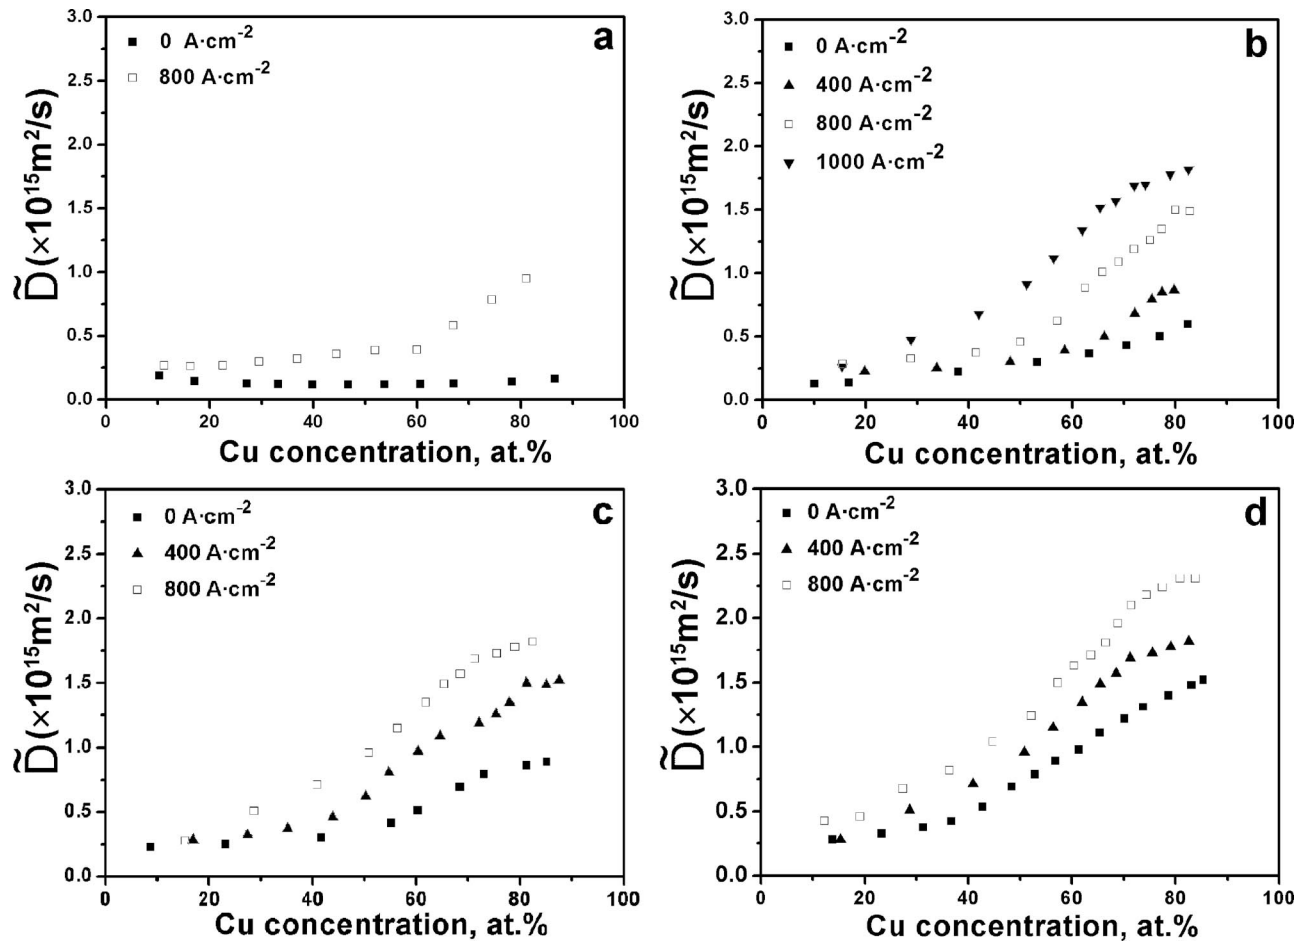 a
0 A·cm⁻²
800 A·cm⁻²
3.0
2.5
2.0
1.5
1.0
0.5
0.0
D̃(×10¹⁵m²/s)
0 20 40 60 80 100
Cu concentration, at.%
b
0 A·cm⁻²
400 A·cm⁻²
800 A·cm⁻²
1000 A·cm⁻²
3.0
2.5
2.0
1.5
1.0
0.5
0.0
D̃(×10¹⁵m²/s)
0 20 40 60 80 100
Cu concentration, at.%
c
0 A·cm⁻²
400 A·cm⁻²
800 A·cm⁻²
3.0
2.5
2.0
1.5
1.0
0.5
0.0
D̃(×10¹⁵m²/s)
0 20 40 60 80 100
Cu concentration, at.%
d
0 A·cm⁻²
400 A·cm⁻²
800 A·cm⁻²
3.0
2.5
2.0
1.5
1.0
0.5
0.0
D̃(×10¹⁵m²/s)
0 20 40 60 80 100
Cu concentration, at.%